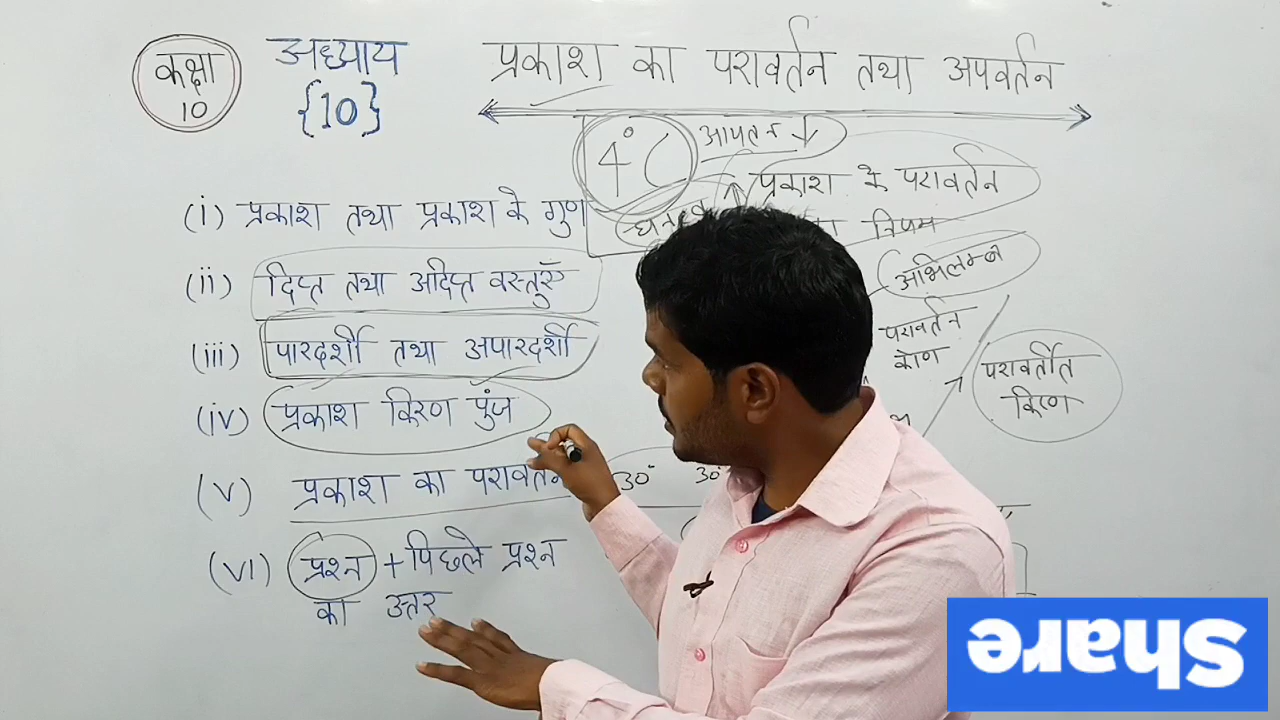 कक्षा
10
अध्याय
{10}
प्रकाश का परावर्तन तथा अपवर्तन
4°C
आयतन ↓
प्रकाश के परावर्तन
नियम
(i) प्रकाश तथा प्रकाश के गुण
(ii) दिप्त तथा अदिप्त वस्तुएँ
(iii) पारदर्शी तथा अपारदर्शी
(iv) प्रकाश किरण पुंज
(v) प्रकाश का परावर्तन
(vi) प्रश्न + पिछले प्रश्न
का उत्तर
अभिलम्ब
परावर्तन
कोण
परावर्तीत
किरण
30° 30°
Share